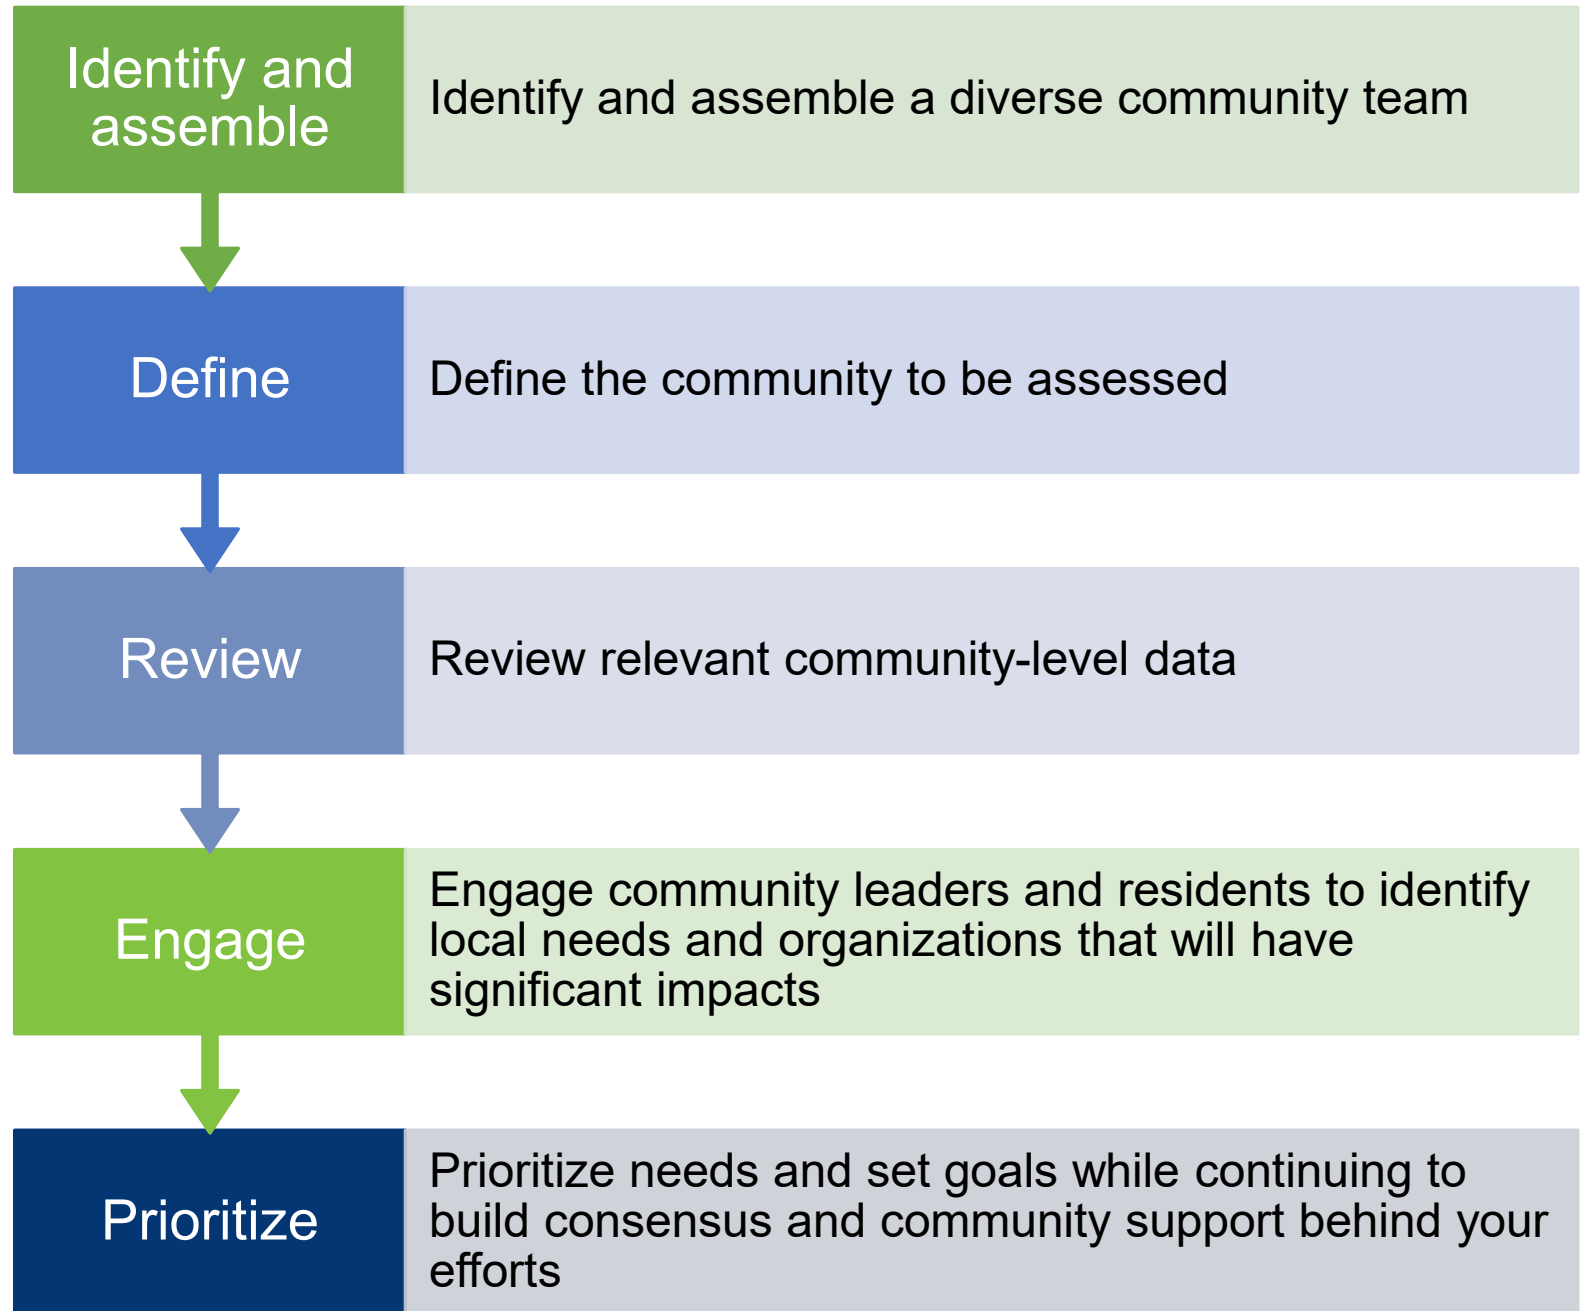 Identify and
assemble
Identify and assemble a diverse community team
Define
Define the community to be assessed
Review
Review relevant community-level data
Engage
Engage community leaders and residents to identify
local needs and organizations that will have
significant impacts
Prioritize
Prioritize needs and set goals while continuing to
build consensus and community support behind your
efforts